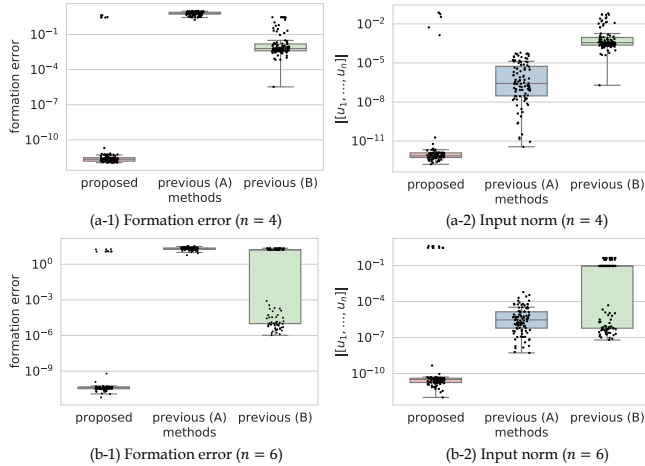 formation error
10⁻¹
10⁻⁴
10⁻⁷
10⁻¹⁰
proposed previous (A) previous (B)
methods
(a-1) Formation error (n = 4)
‖[u₁, ..., uₙ]‖
10⁻²
10⁻⁵
10⁻⁸
10⁻¹¹
proposed previous (A) previous (B)
methods
(a-2) Input norm (n = 4)
formation error
10⁰
10⁻³
10⁻⁶
10⁻⁹
proposed previous (A) previous (B)
methods
(b-1) Formation error (n = 6)
‖[u₁, ..., uₙ]‖
10⁻¹
10⁻⁴
10⁻⁷
10⁻¹⁰
proposed previous (A) previous (B)
methods
(b-2) Input norm (n = 6)